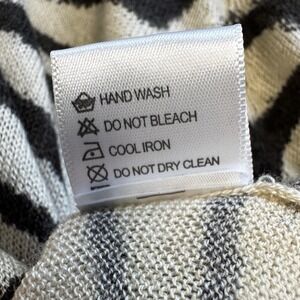 HAND WASH
DO NOT BLEACH
COOL IRON
DO NOT DRY CLEAN